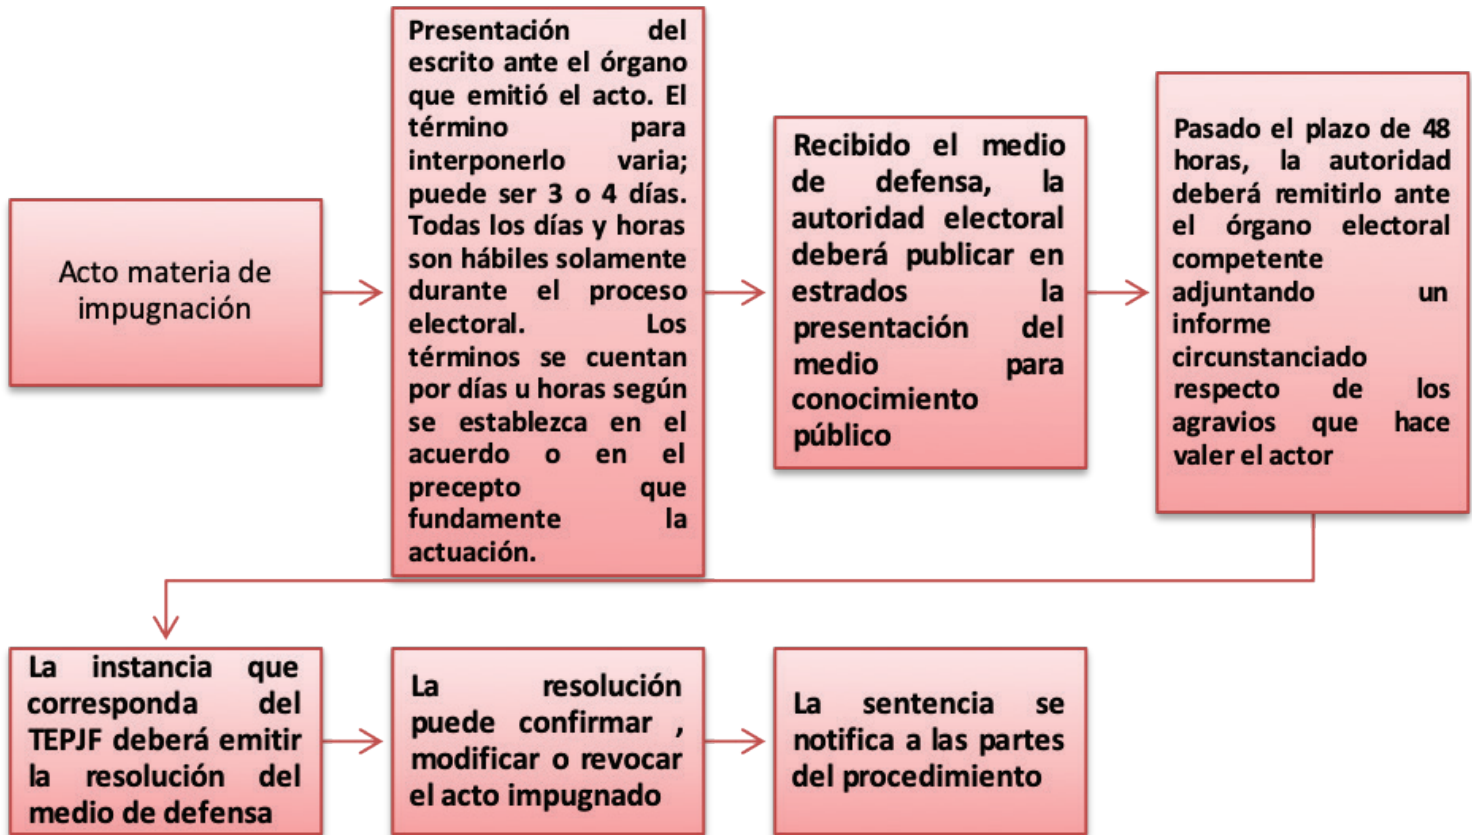 Acto materia de
impugnación
Presentación del
escrito ante el órgano
que emitió el acto. El
término para
interponerlo varia;
puede ser 3 o 4 días.
Todas los días y horas
son hábiles solamente
durante el proceso
electoral. Los
términos se cuentan
por días u horas según
se establezca en el
acuerdo o en el
precepto que
fundamente la
actuación.
Recibido el medio
de defensa, la
autoridad electoral
deberá publicar en
estrados la
presentación del
medio para
conocimiento
público
Pasado el plazo de 48
horas, la autoridad
deberá remitirlo ante
el órgano electoral
competente
adjuntando un
informe
circunstanciado
respecto de los
agravios que hace
valer el actor
La instancia que
corresponda del
TEPJF deberá emitir
la resolución del
medio de defensa
La resolución
puede confirmar ,
modificar o revocar
el acto impugnado
La sentencia se
notifica a las partes
del procedimiento